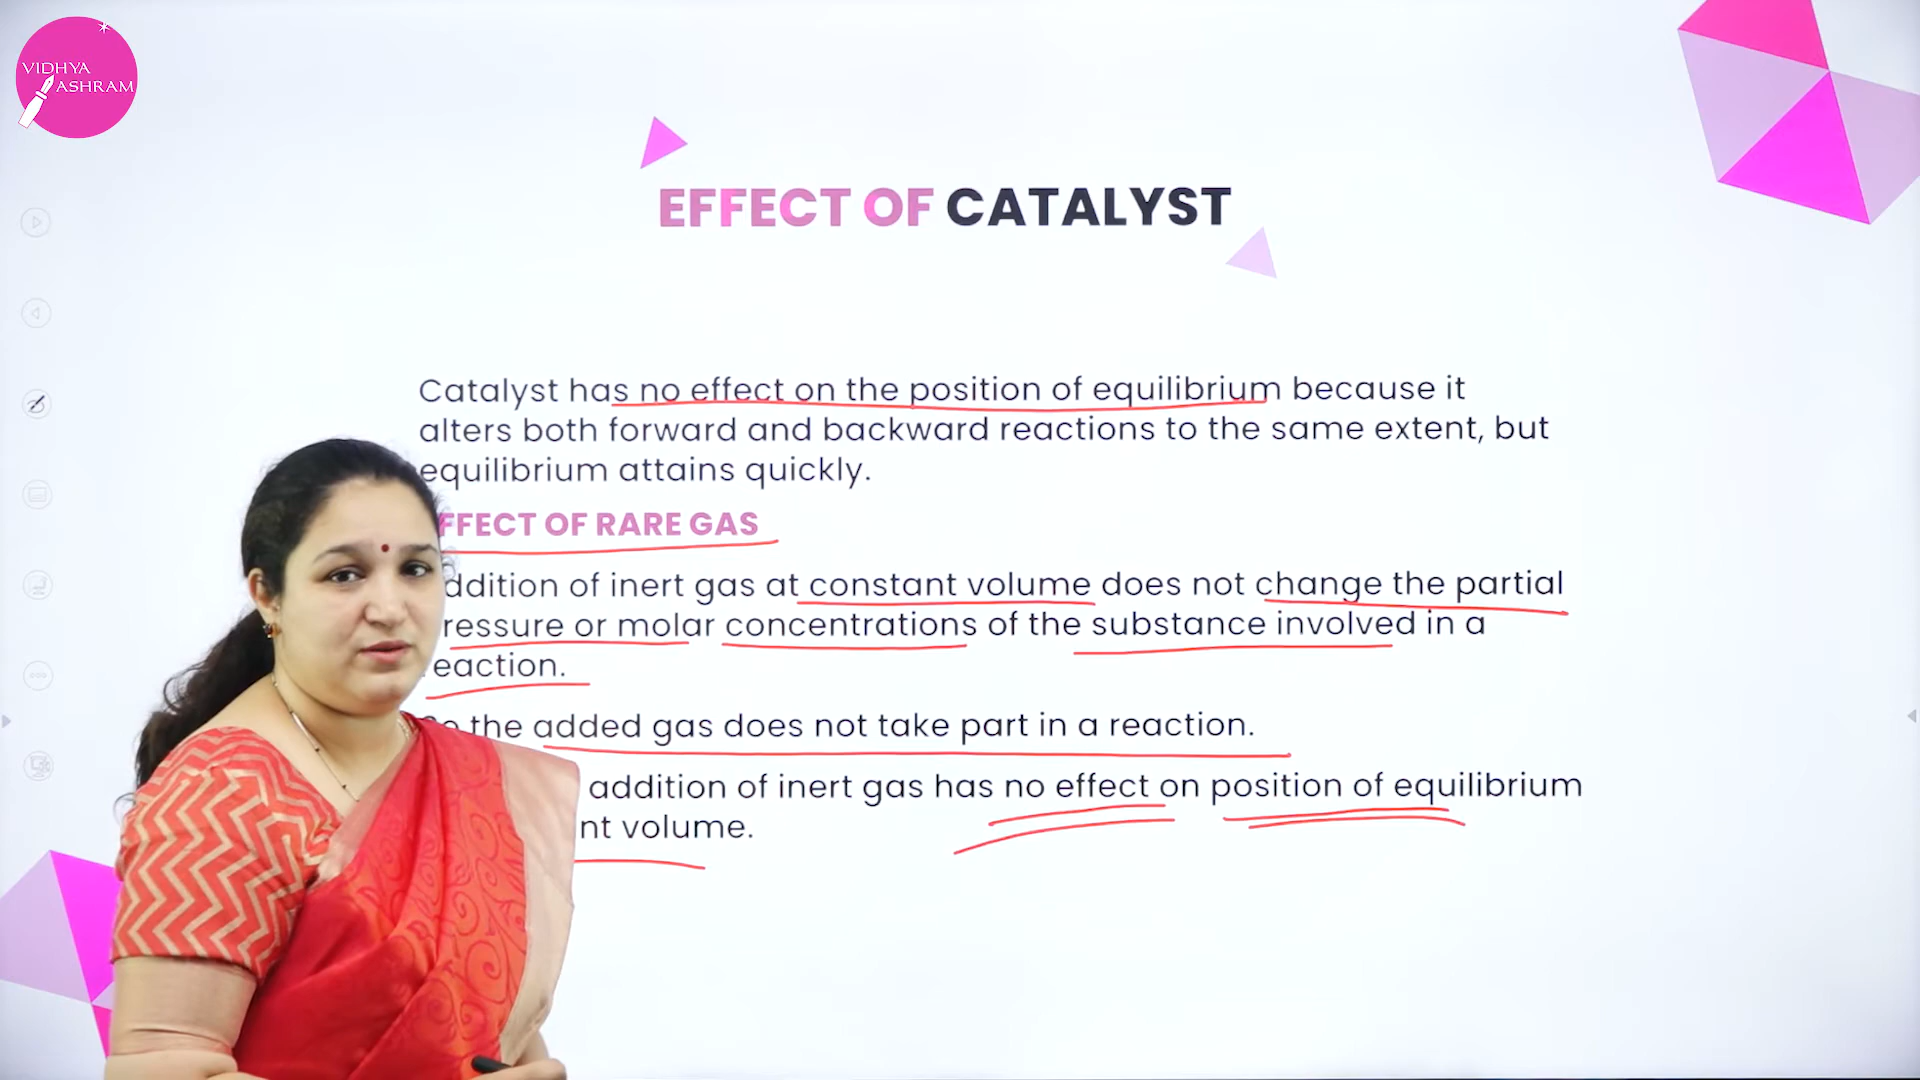 VIDHYA
ASHRAM
EFFECT OF CATALYST
Catalyst has no effect on the position of equilibrium because it
alters both forward and backward reactions to the same extent, but
equilibrium attains quickly.
FFECT OF RARE GAS
ddition of inert gas at constant volume does not change the partial
ressure or molar concentrations of the substance involved in a
eaction.
the added gas does not take part in a reaction.
addition of inert gas has no effect on position of equilibrium
nt volume.